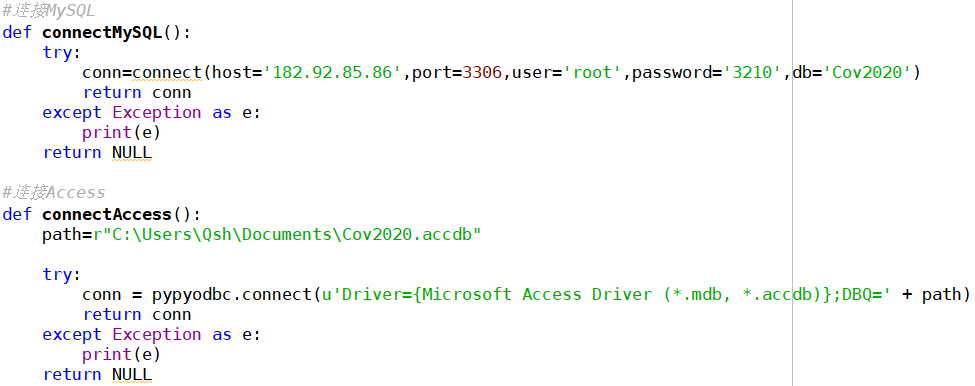 #连接MySQL
def connectMySQL():
    try:
        conn=connect(host='182.92.85.86',port=3306,user='root',password='3210',db='Cov2020')
        return conn
    except Exception as e:
        print(e)
    return NULL
#连接Access
def connectAccess():
    path=r"C:\Users\Qsh\Documents\Cov2020.accdb"
    try:
        conn = pypyodbc.connect(u'Driver={Microsoft Access Driver (*.mdb, *.accdb)};DBQ=' + path)
        return conn
    except Exception as e:
        print(e)
    return NULL